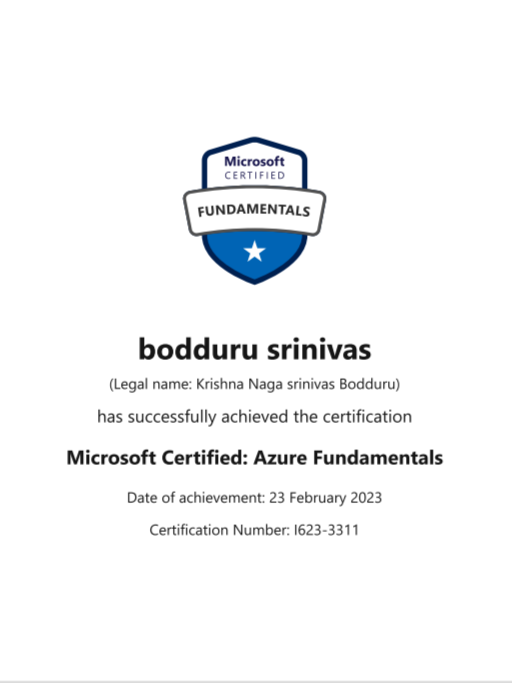 Microsoft
CERTIFIED
FUNDAMENTALS
bodduru srinivas
(Legal name: Krishna Naga srinivas Bodduru)
has successfully achieved the certification
Microsoft Certified: Azure Fundamentals
Date of achievement: 23 February 2023
Certification Number: I623-3311